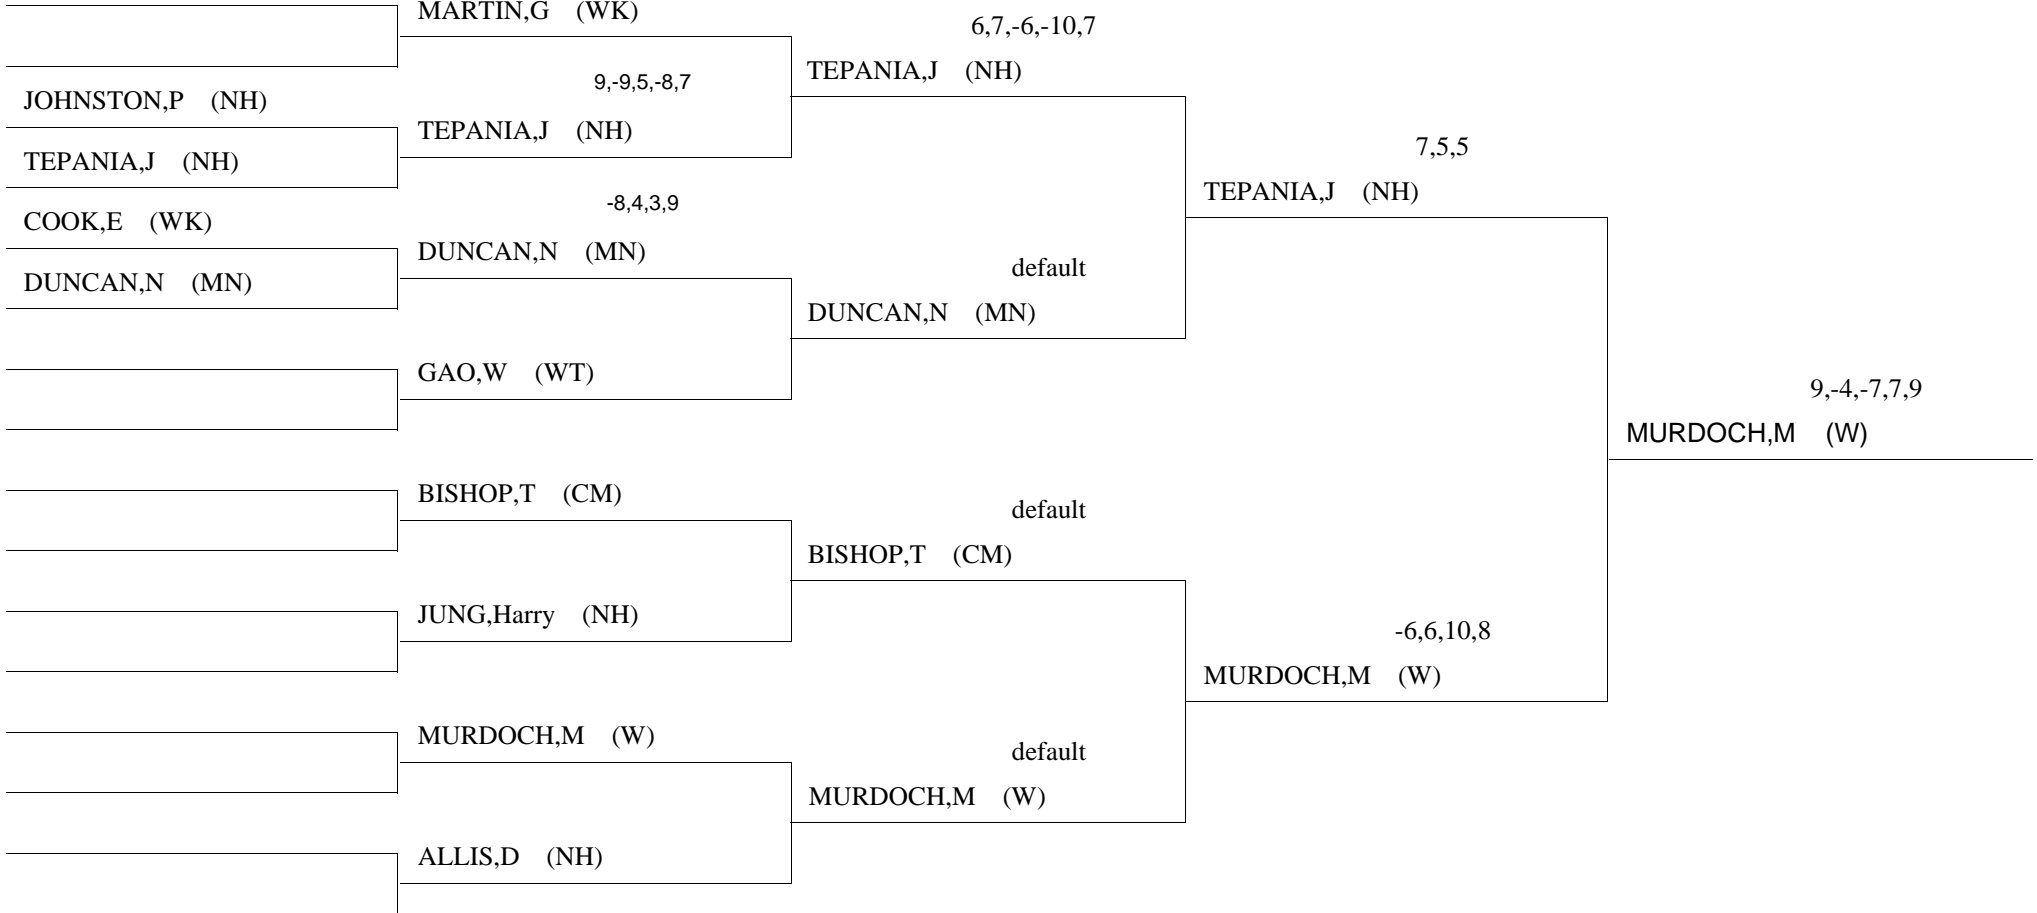 MARTIN,G (WK)
6,7,-6,-10,7
TEPANIA,J (NH)
9,-9,5,-8,7
JOHNSTON,P (NH)
TEPANIA,J (NH)
7,5,5
TEPANIA,J (NH)
TEPANIA,J (NH)
-8,4,3,9
COOK,E (WK)
DUNCAN,N (MN)
default
DUNCAN,N (MN)
DUNCAN,N (MN)
GAO,W (WT)
9,-4,-7,7,9
MURDOCH,M (W)
BISHOP,T (CM)
default
BISHOP,T (CM)
JUNG,Harry (NH)
-6,6,10,8
MURDOCH,M (W)
MURDOCH,M (W)
default
MURDOCH,M (W)
ALLIS,D (NH)